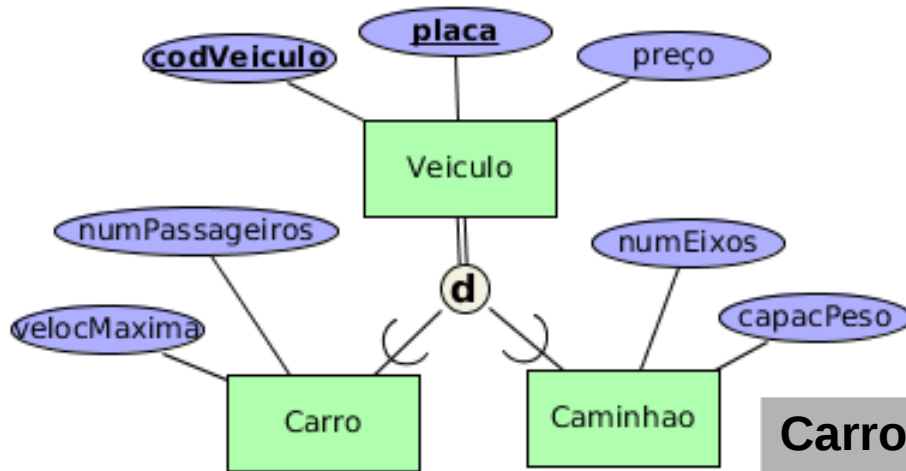 placa
codVeiculo
preço
Veiculo
numPassageiros
numEixos
d
velocMaxima
capacPeso
Carro
Caminhao
Carro